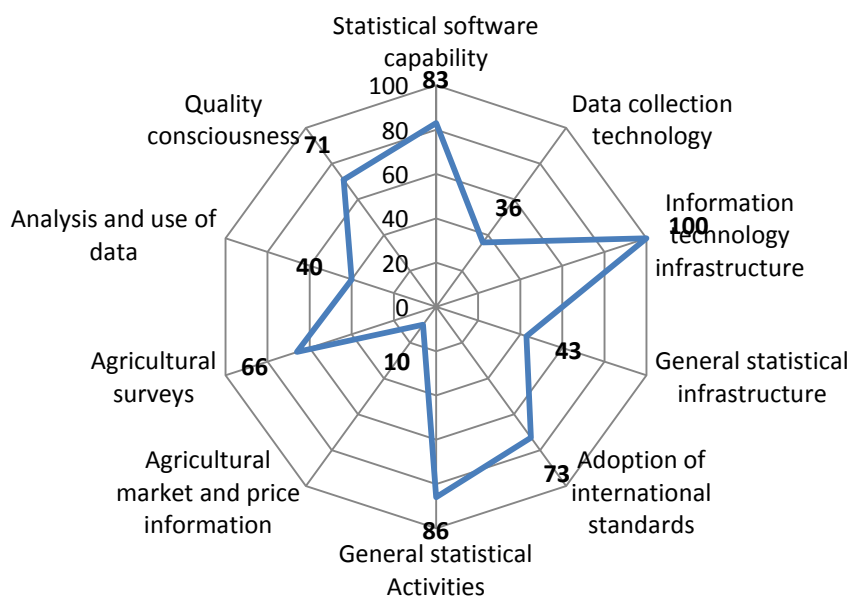 Statistical software
capability
83
100
80
60
40
20
0
Data collection
technology
36
Information
technology
infrastructure
100
General statistical
infrastructure
43
Adoption of
international
standards
73
86
General statistical
Activities
Agricultural
market and price
information
10
Agricultural
surveys
66
Analysis and use of
data
40
Quality
consciousness
71